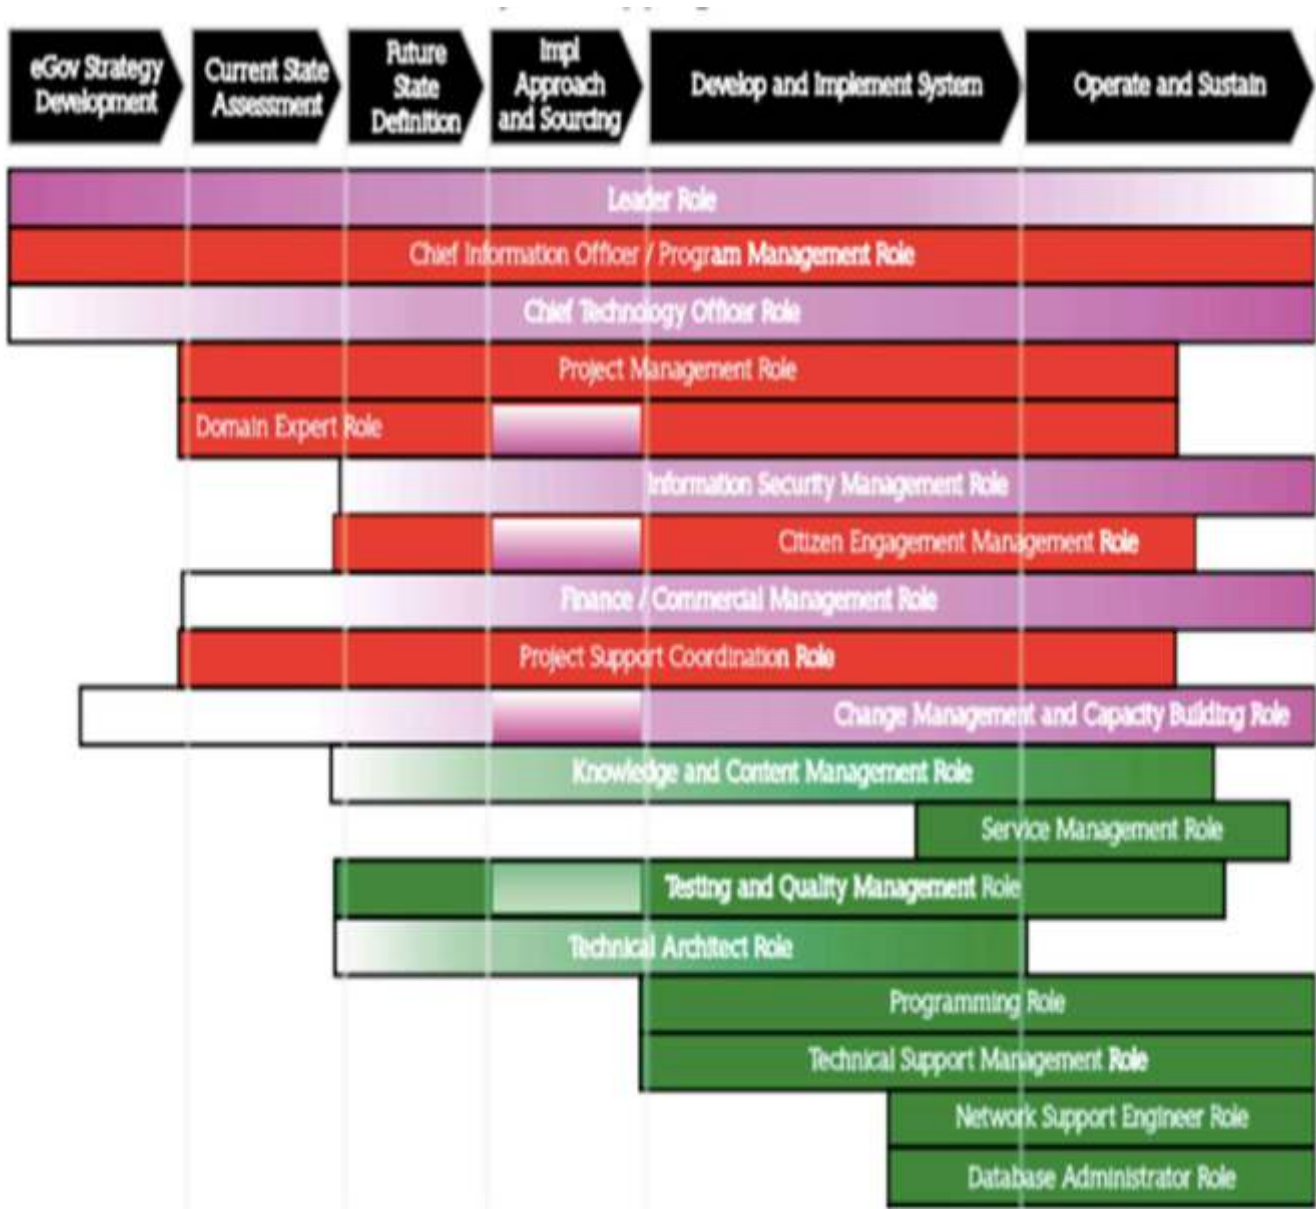 eGov Strategy
Development
Current State
Assessment
Future
State
Definition
Impl
Approach
and Sourcing
Develop and Implement System
Operate and Sustain
Leader Role
Chief Information Officer / Program Management Role
Chief Technology Officer Role
Project Management Role
Domain Expert Role
Information Security Management Role
Citizen Engagement Management Role
Finance / Commercial Management Role
Project Support Coordination Role
Change Management and Capacity Building Role
Knowledge and Content Management Role
Service Management Role
Testing and Quality Management Role
Technical Architect Role
Programming Role
Technical Support Management Role
Network Support Engineer Role
Database Administrator Role